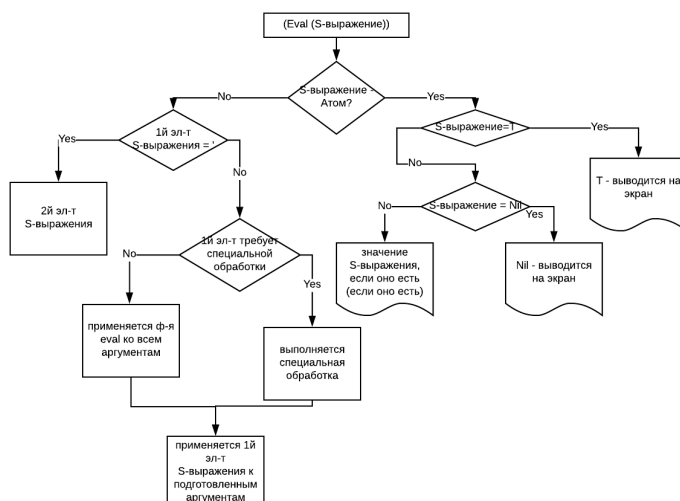 (Eval (S-выражение))
S-выражение -
Атом?
No
Yes
1й эл-т
S-выражения = '
S-выражение=T
Yes
Yes
No
No
2й эл-т
S-выражения
S-выражение = Nil
T - выводится на
экран
No
Yes
1й эл-т требует
специальной
обработки
No
Yes
значение
S-выражения,
если оно есть
(если оно есть)
Nil - выводится
на экран
применяется ф-я
eval ко всем
аргументам
выполняется
специальная
обработка
применяется 1й
эл-т
S-выражения к
подготовленным
аргументам